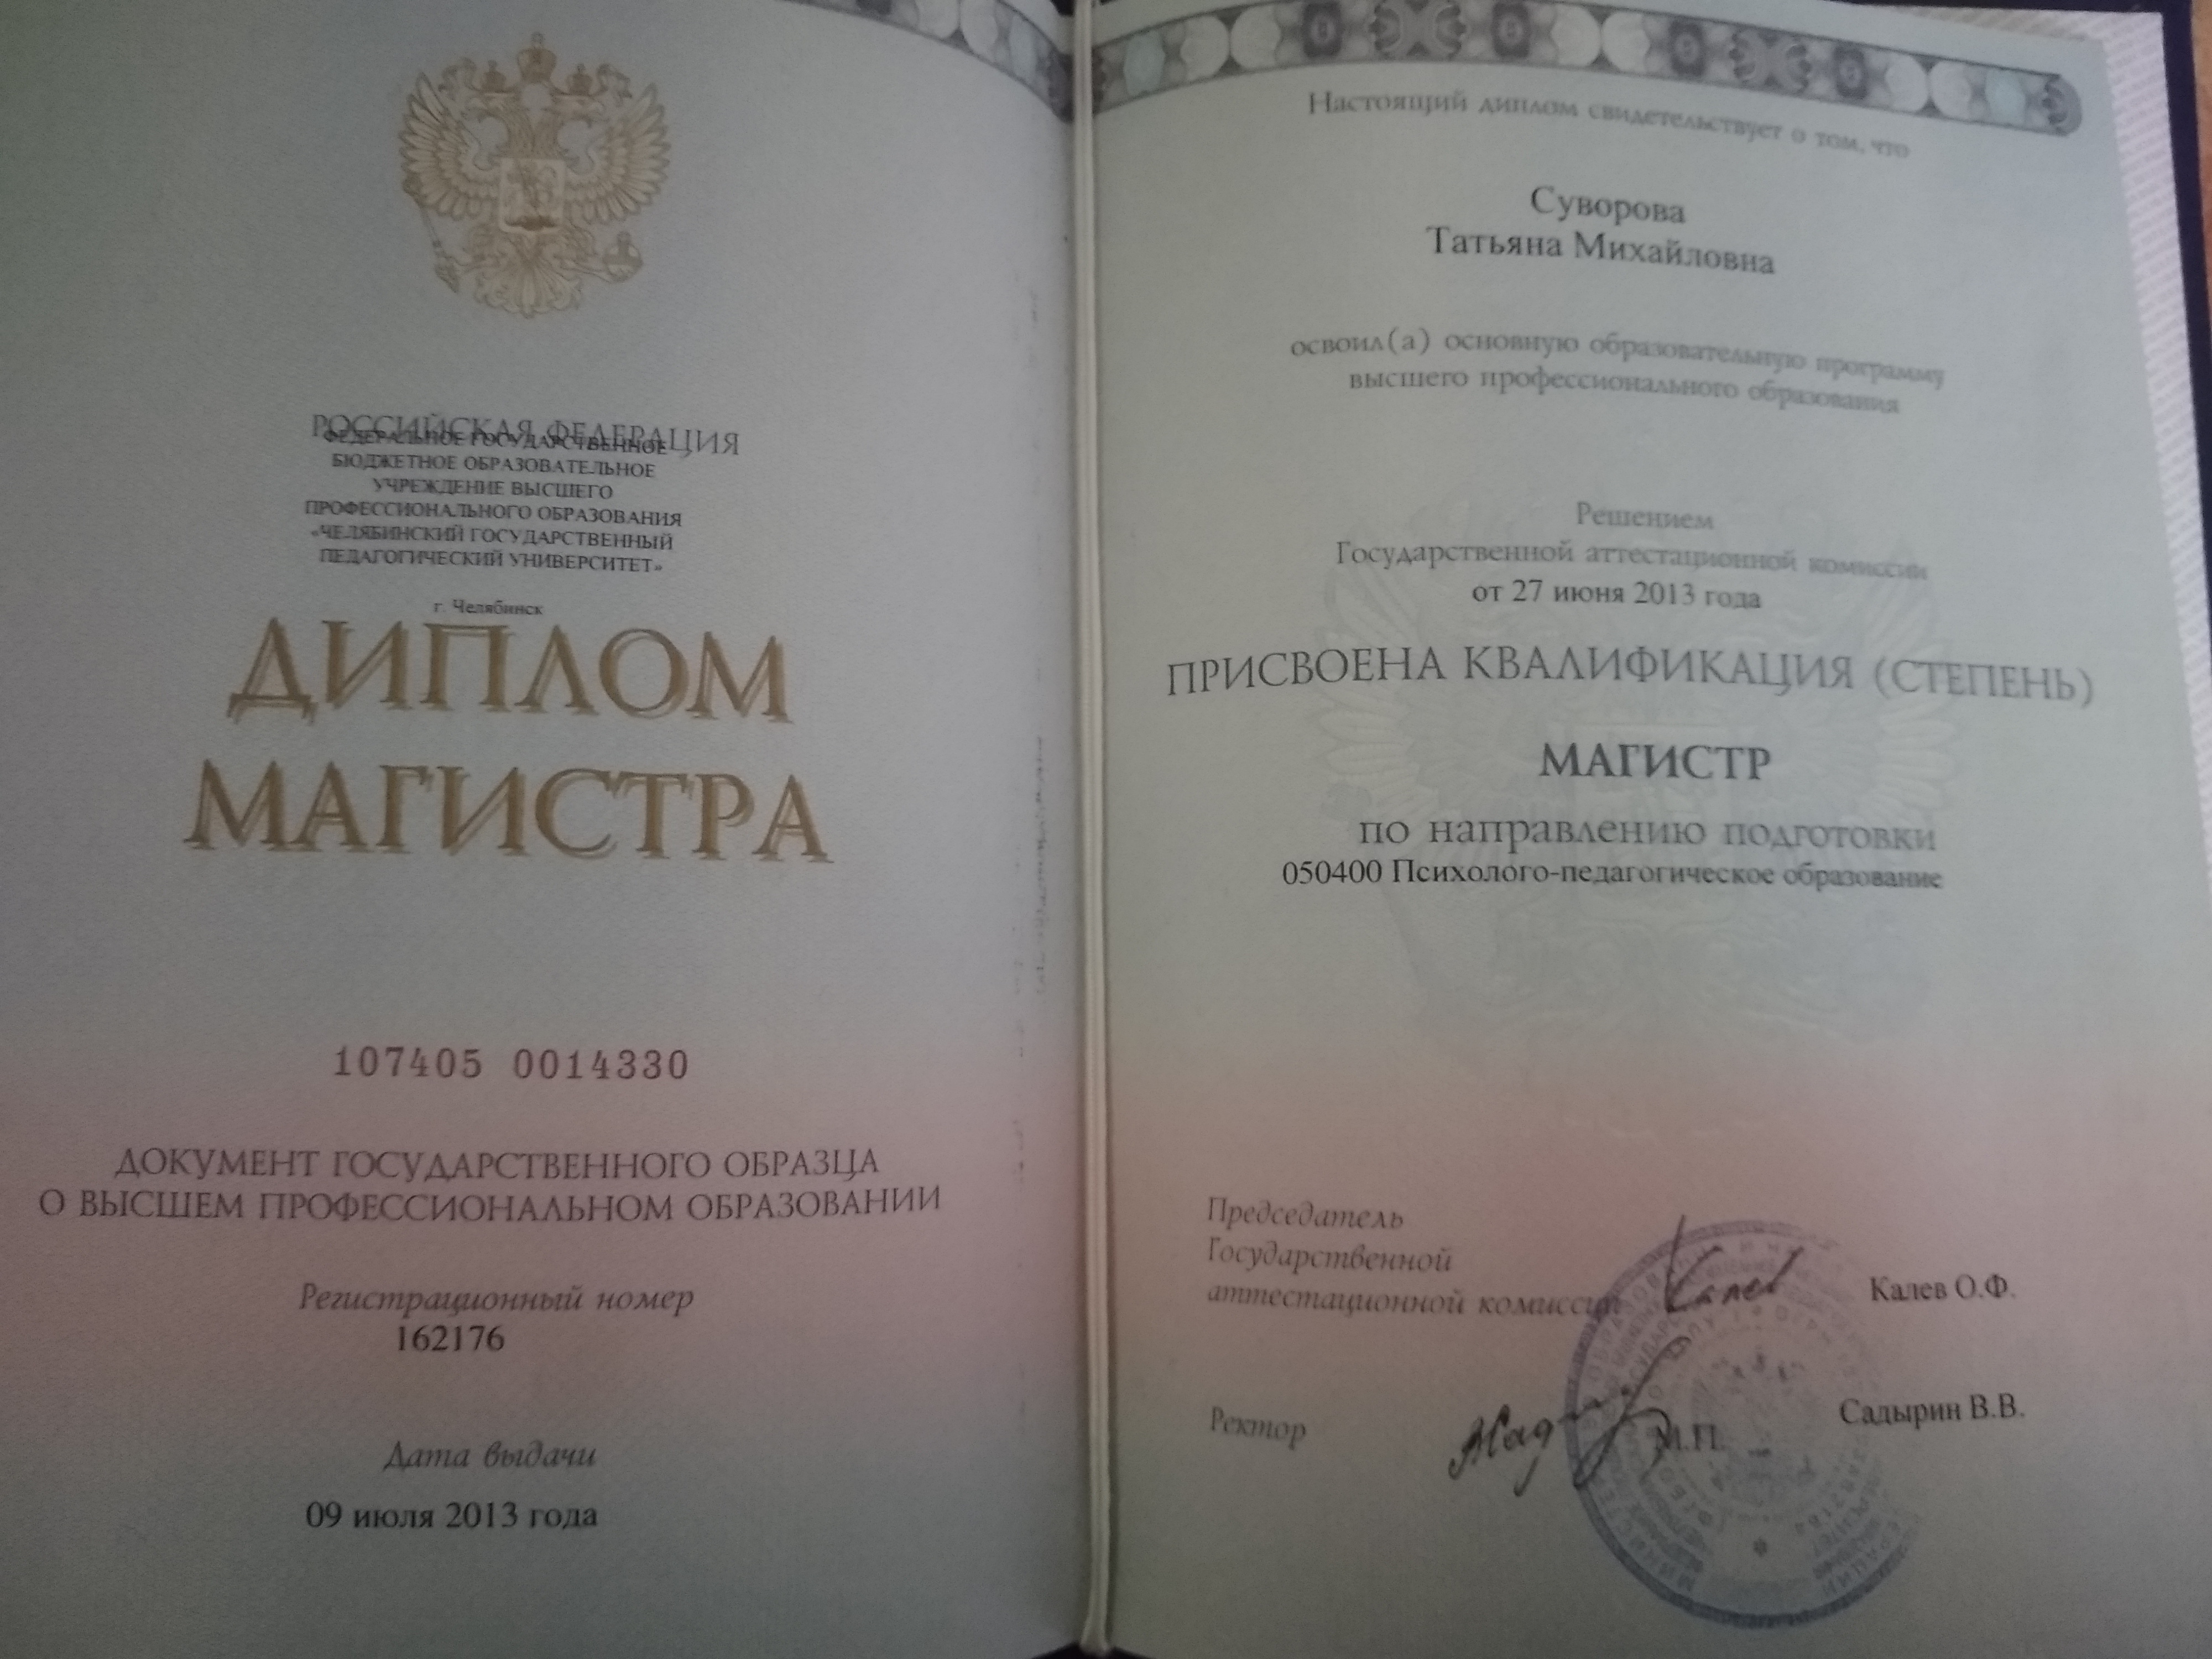 РОССИЙСКАЯ ФЕДЕРАЦИЯ
ФЕДЕРАЛЬНОЕ ГОСУДАРСТВЕННОЕ
БЮДЖЕТНОЕ ОБРАЗОВАТЕЛЬНОЕ
УЧРЕЖДЕНИЕ ВЫСШЕГО
ПРОФЕССИОНАЛЬНОГО ОБРАЗОВАНИЯ
«ЧЕЛЯБИНСКИЙ ГОСУДАРСТВЕННЫЙ
ПЕДАГОГИЧЕСКИЙ УНИВЕРСИТЕТ»
г. Челябинск
ДИПЛОМ
МАГИСТРА
107405 0014330
ДОКУМЕНТ ГОСУДАРСТВЕННОГО ОБРАЗЦА
О ВЫСШЕМ ПРОФЕССИОНАЛЬНОМ ОБРАЗОВАНИИ
Регистрационный номер
162176
Дата выдачи
09 июля 2013 года
Настоящий диплом свидетельствует о том, что
Суворова
Татьяна Михайловна
освоил(а) основную образовательную программу
высшего профессионального образования
Решением
Государственной аттестационной комиссии
от 27 июня 2013 года
ПРИСВОЕНА КВАЛИФИКАЦИЯ (СТЕПЕНЬ)
МАГИСТР
по направлению подготовки
050400 Психолого-педагогическое образование
Председатель
Государственной
аттестационной комиссии
Калев О.Ф.
Ректор
М.П.
Садырин В.В.